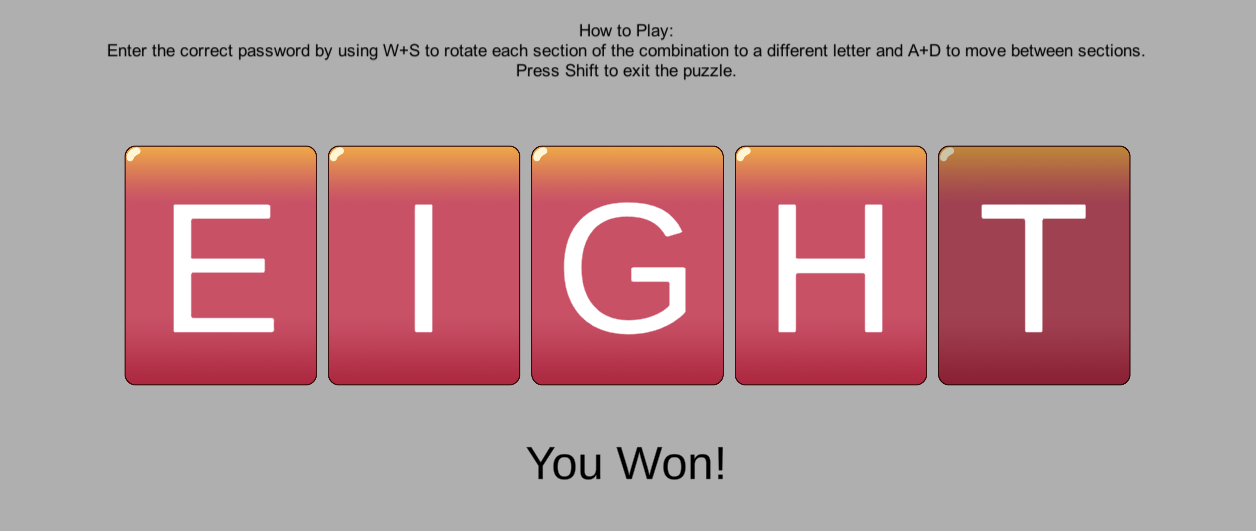 How to Play:
Enter the correct password by using W+S to rotate each section of the combination to a different letter and A+D to move between sections.
Press Shift to exit the puzzle.
E I G H T
You Won!